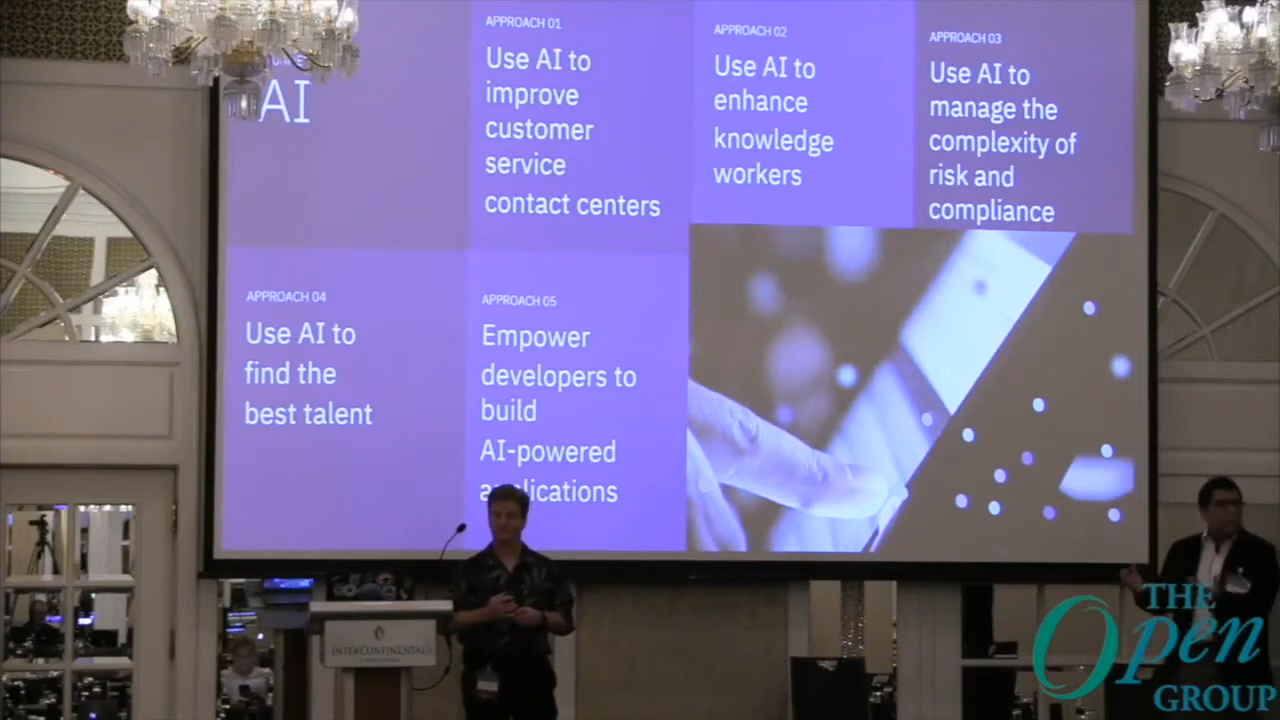 AI
APPROACH 01
Use AI to
improve
customer
service
contact centers
APPROACH 02
Use AI to
enhance
knowledge
workers
APPROACH 03
Use AI to
manage the
complexity of
risk and
compliance
APPROACH 04
Use AI to
find the
best talent
APPROACH 05
Empower
developers to
build
AI-powered
applications
INTERCONTINENTAL
THE
Open
GROUP